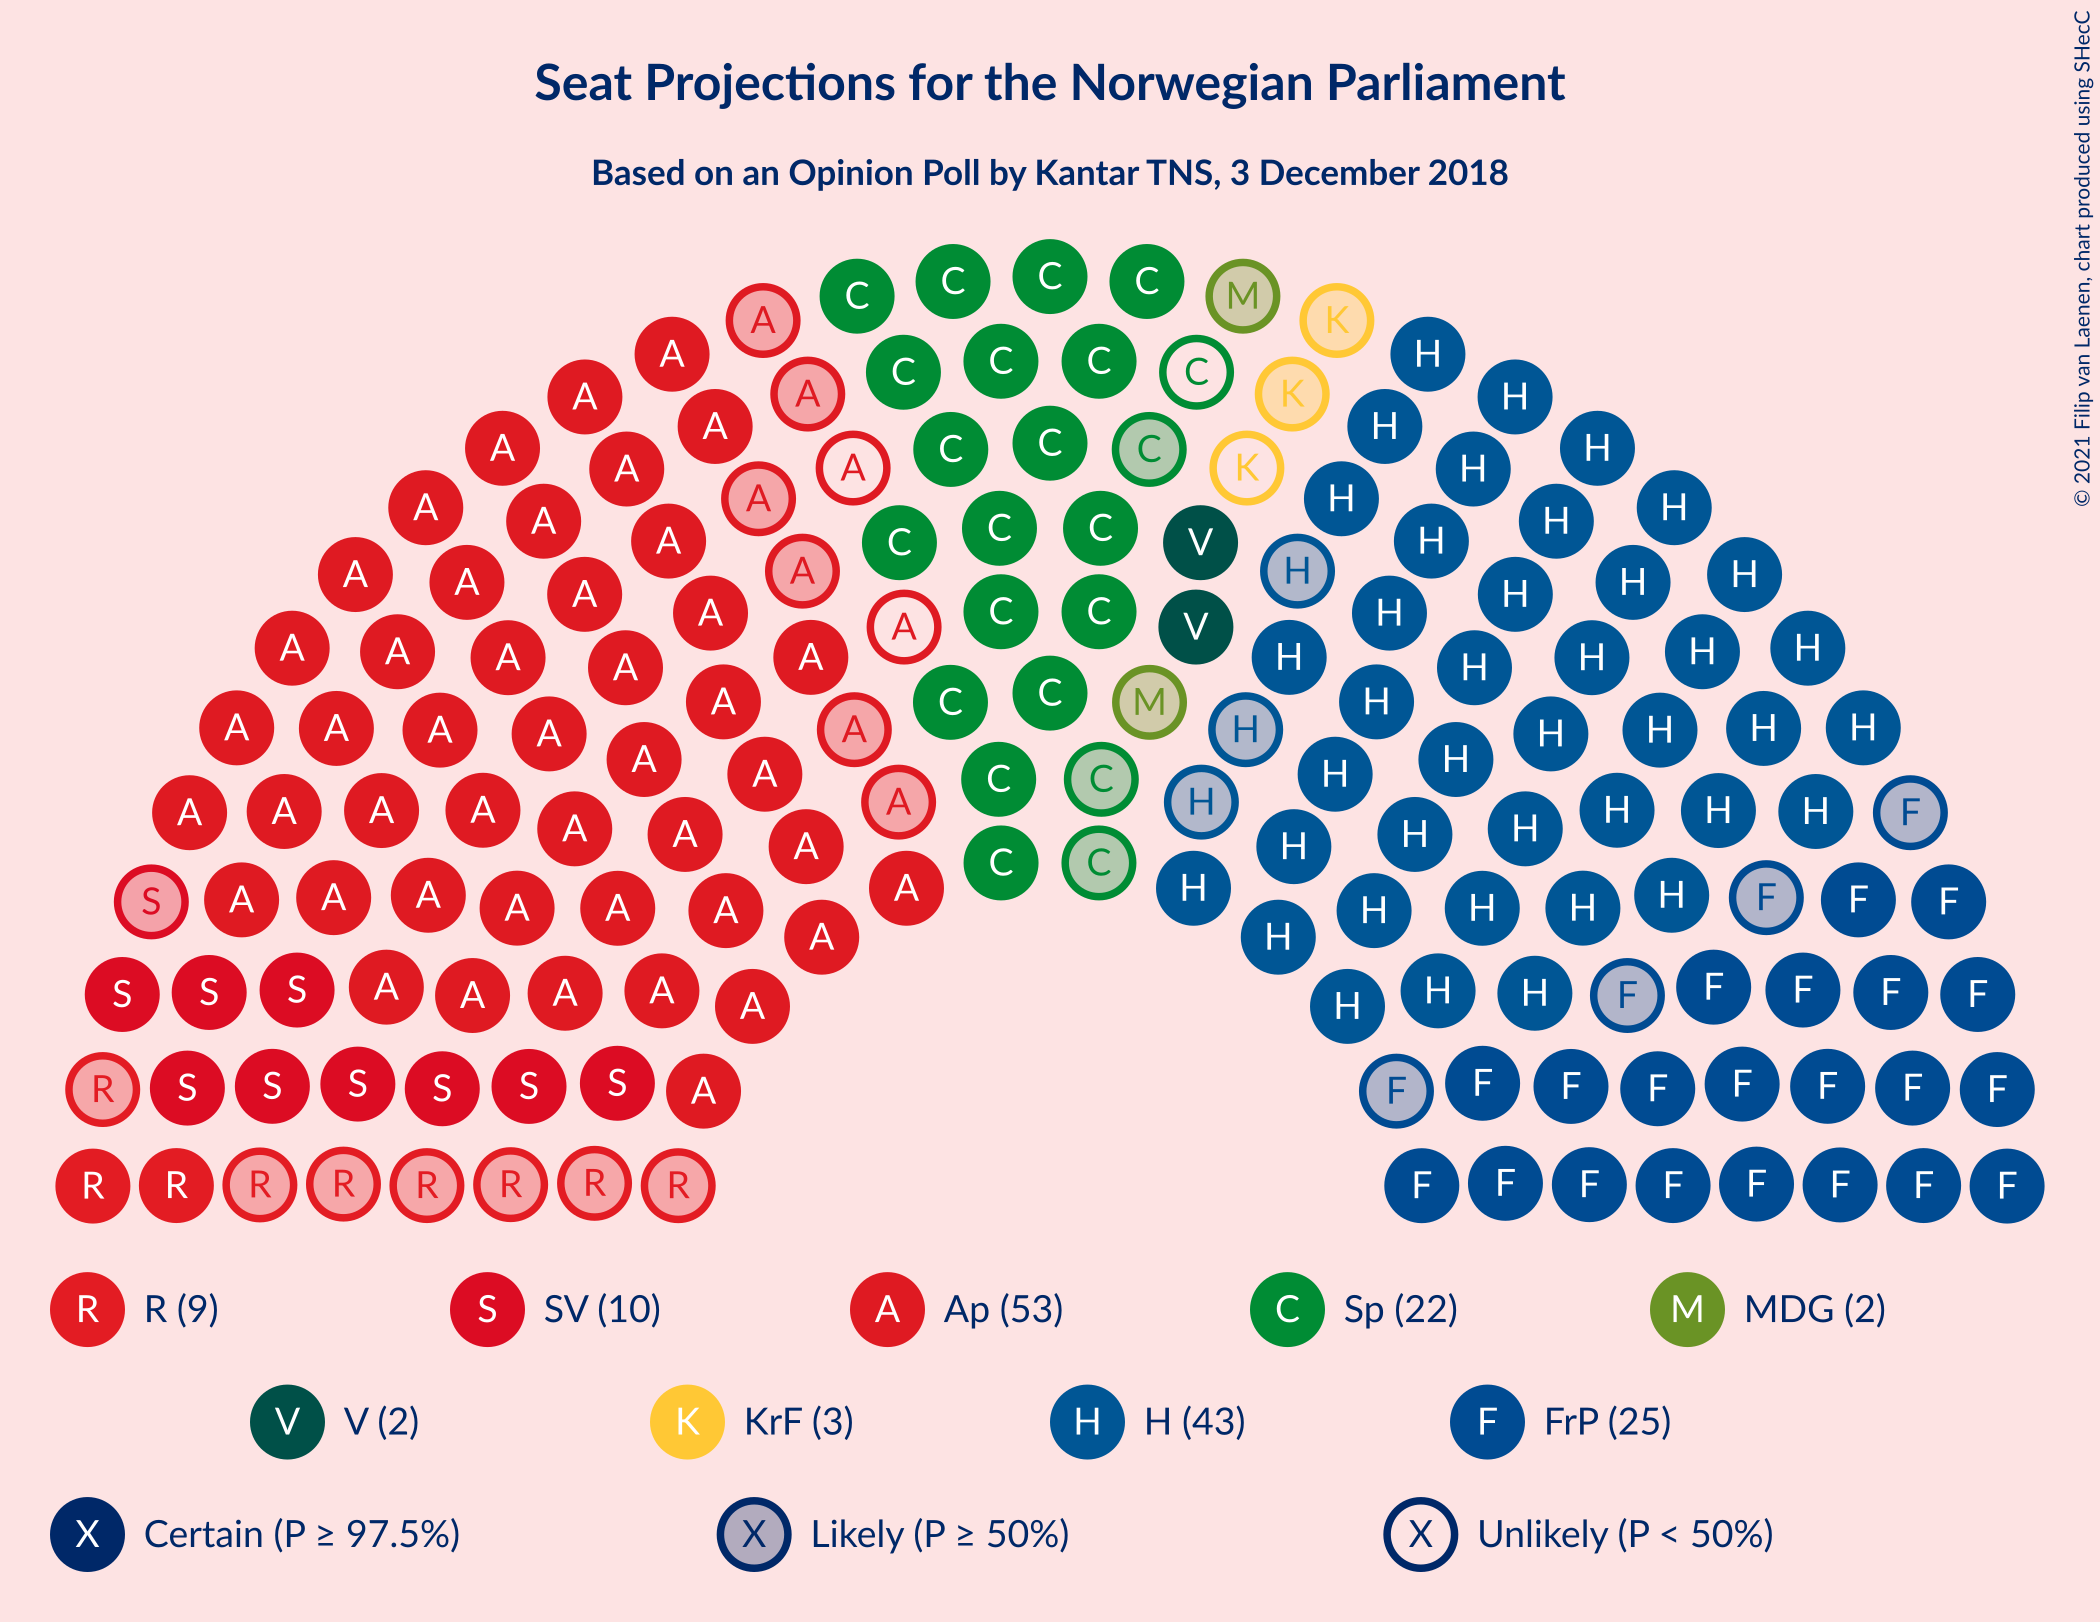 Seat Projections for the Norwegian Parliament
Based on an Opinion Poll by Kantar TNS, 3 December 2018
© 2021 Filip van Laenen, chart produced using SHecC
C C C C M K
A C C C C K H
A A C C C K H H
A A A C C C V H H H
A A A A C C V H H H H
A A A A A C C M H H H H H
A A A A A A C C H H H H H H
A A A A A A A C C H H H H H H F
S A A A A A A A A H H H H H H F F F
S S S A A A A A H H H F F F F F
R S S S S S S A F F F F F F F F
R R R R R R R R F F F F F F F F
R R (9) S SV (10) A Ap (53) C Sp (22) M MDG (2)
V V (2) K KrF (3) H H (43) F FrP (25)
X Certain (P ≥ 97.5%) X Likely (P ≥ 50%) X Unlikely (P < 50%)